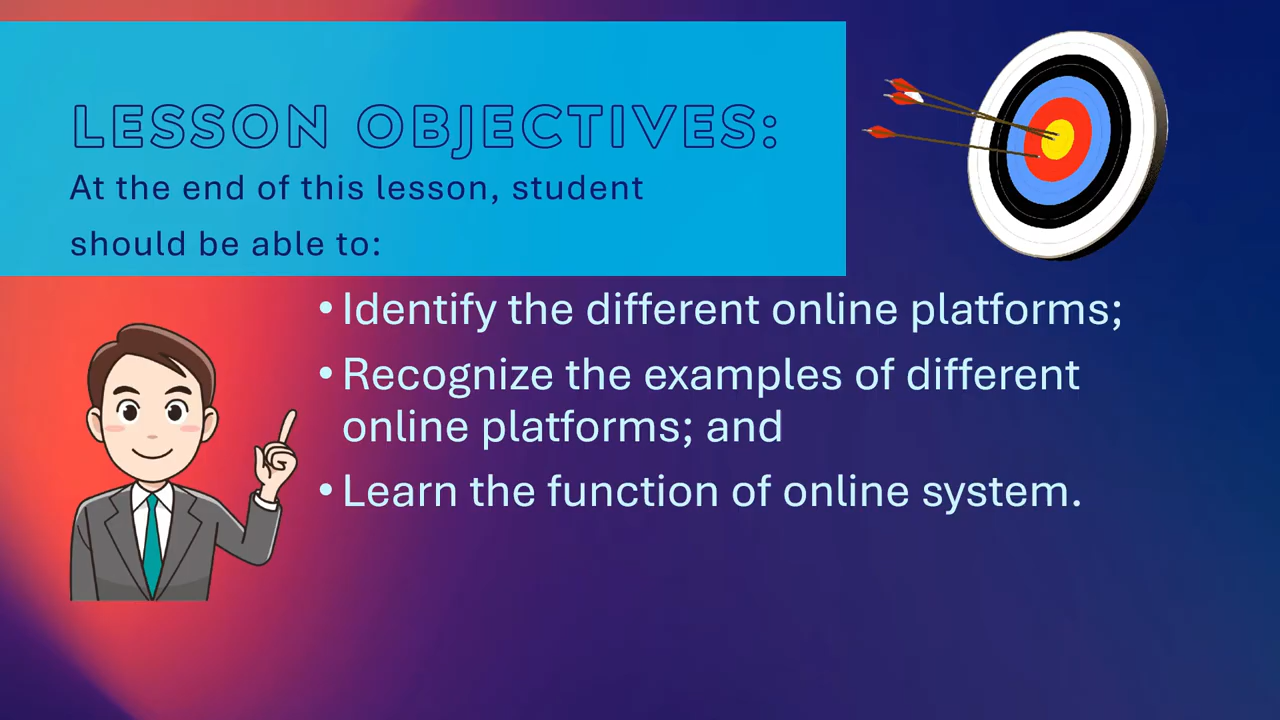 LESSON OBJECTIVES:
At the end of this lesson, student
should be able to:
• Identify the different online platforms;
• Recognize the examples of different
online platforms; and
• Learn the function of online system.